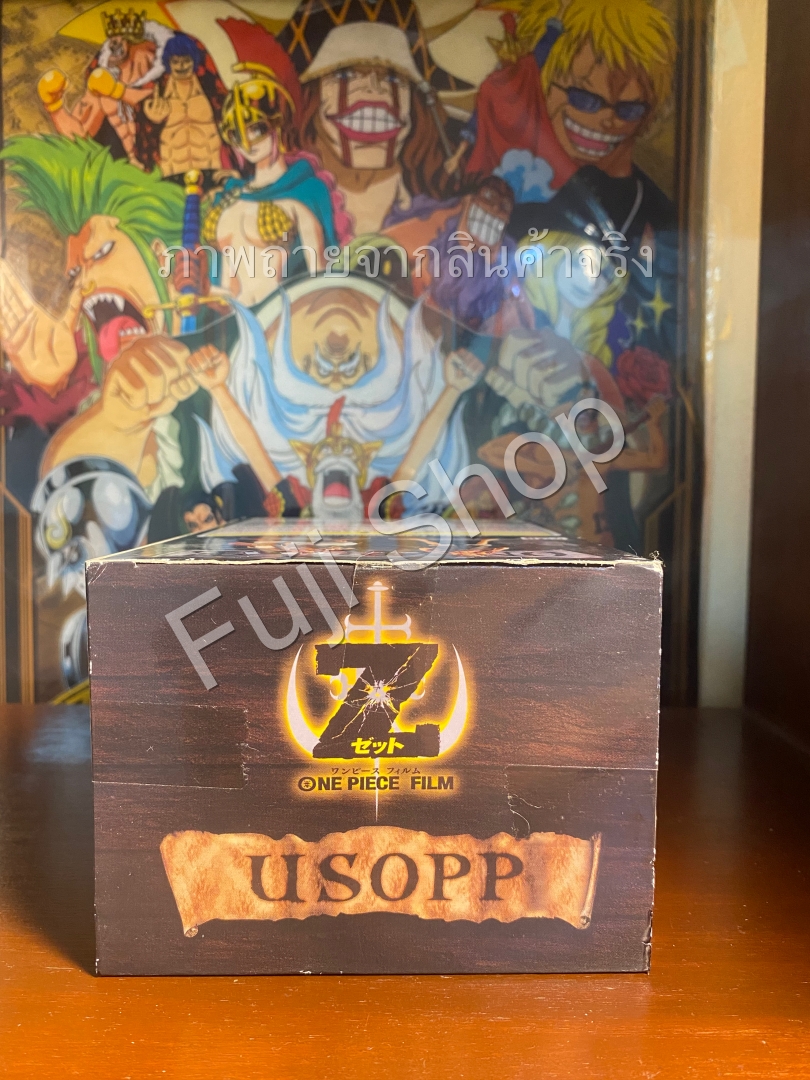 ภาพถ่ายจากสินค้าจริง
Fuji Shop
Z
ゼット
ワンピース フィルム
ONE PIECE FILM
USOPP